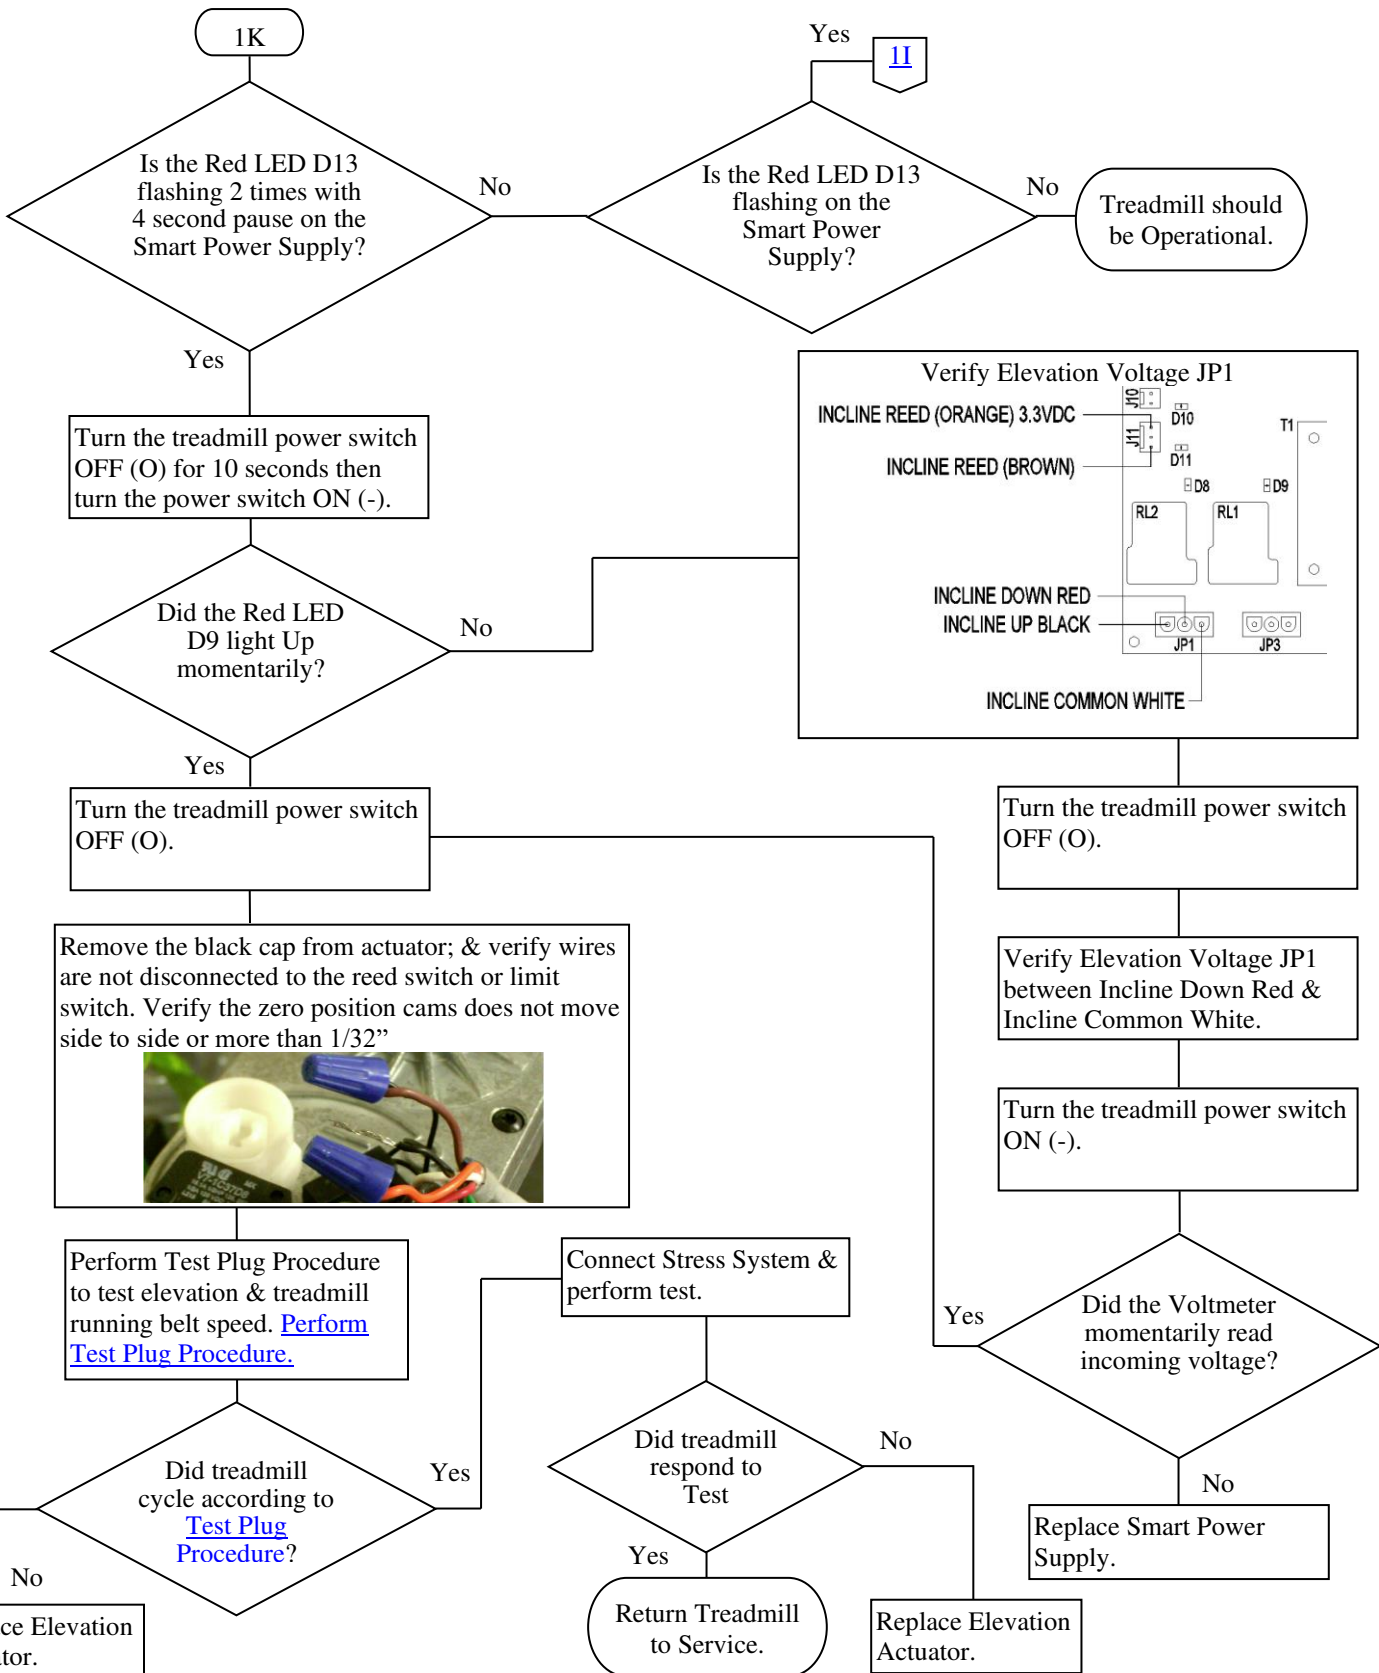 1K
Yes
1I
Is the Red LED D13
flashing 2 times with
4 second pause on the
Smart Power Supply?
No
Is the Red LED D13
flashing on the
Smart Power
Supply?
No
Treadmill should
be Operational.
Yes
Turn the treadmill power switch
OFF (O) for 10 seconds then
turn the power switch ON (-).
Verify Elevation Voltage JP1
INCLINE REED (ORANGE) 3.3VDC
INCLINE REED (BROWN)
J10
D10
J11
D11
T1
D8
D9
RL2
RL1
INCLINE DOWN RED
INCLINE UP BLACK
JP1
JP3
INCLINE COMMON WHITE
Did the Red LED
D9 light Up
momentarily?
No
Yes
Turn the treadmill power switch
OFF (O).
Turn the treadmill power switch
OFF (O).
Remove the black cap from actuator; & verify wires
are not disconnected to the reed switch or limit
switch. Verify the zero position cams does not move
side to side or more than 1/32”
Verify Elevation Voltage JP1
between Incline Down Red &
Incline Common White.
Turn the treadmill power switch
ON (-).
Perform Test Plug Procedure
to test elevation & treadmill
running belt speed. Perform
Test Plug Procedure.
Connect Stress System &
perform test.
Yes
Did the Voltmeter
momentarily read
incoming voltage?
Did treadmill
cycle according to
Test Plug
Procedure?
Yes
No
Did treadmill
respond to
Test
No
Yes
No
Replace Smart Power
Supply.
ce Elevation
tor.
Return Treadmill
to Service.
Replace Elevation
Actuator.